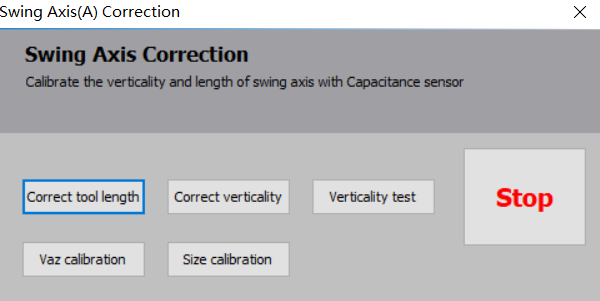 Swing Axis(A) Correction
Swing Axis Correction
Calibrate the verticality and length of swing axis with Capacitance sensor
Correct tool length
Correct verticality
Verticality test
Stop
Vaz calibration
Size calibration